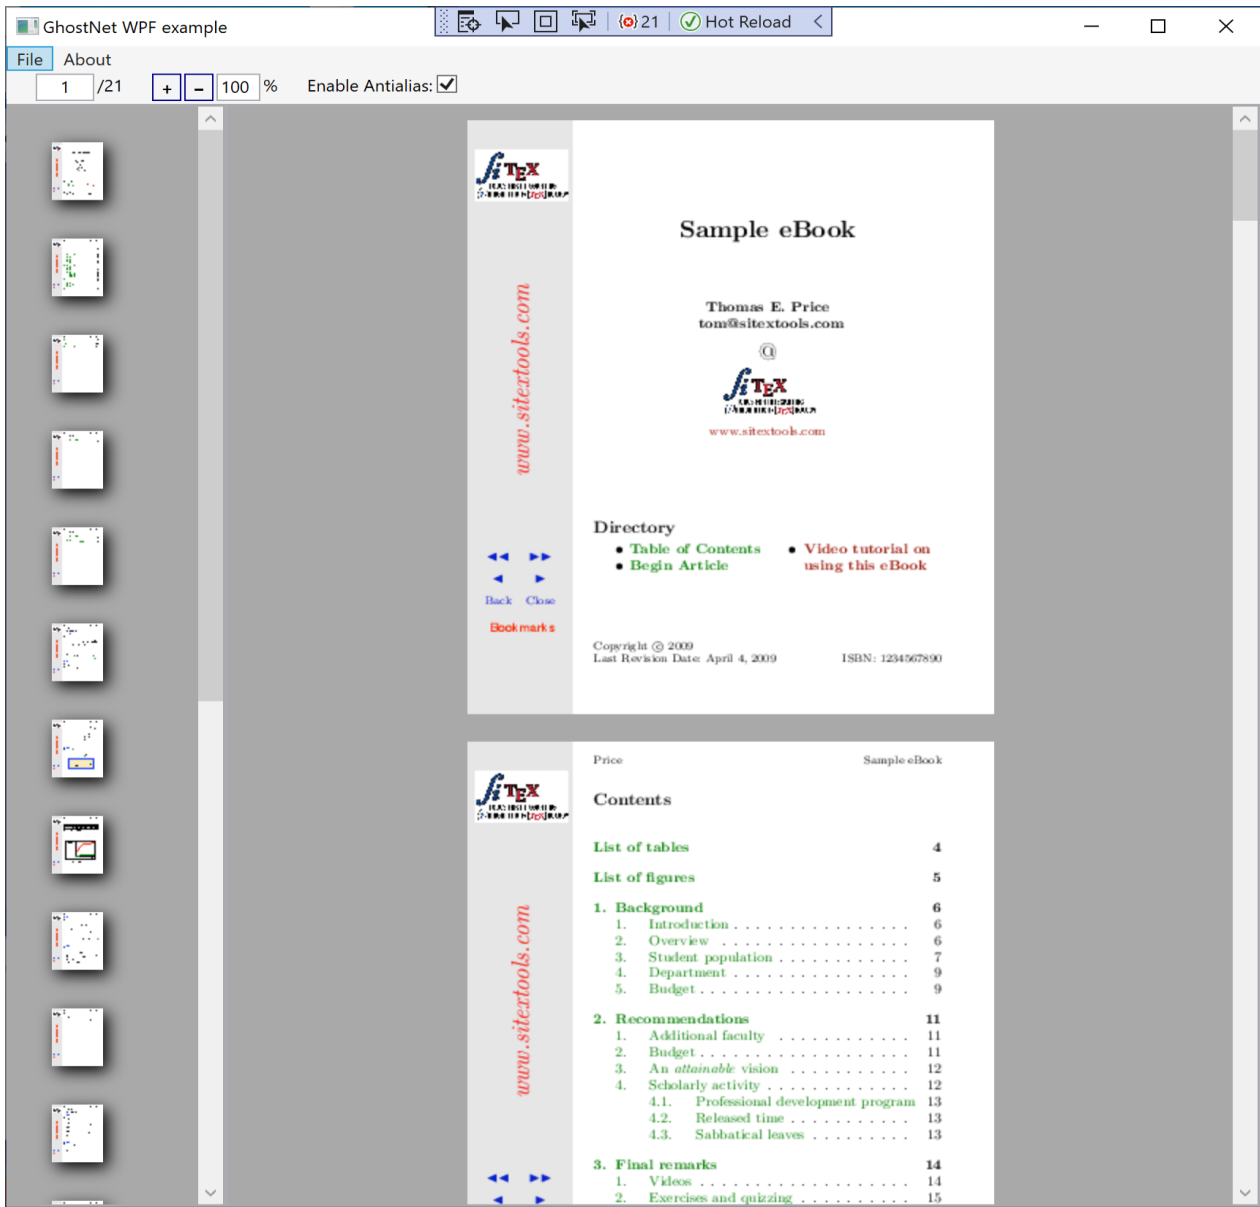 GhostNet WPF example
21
Hot Reload
File About
1 /21 + - 100 % Enable Antialias:
TEX
www.sitextools.com
Sample eBook
Thomas E. Price
tom@sitextools.com
@
TEX
www.sitextools.com
Directory
• Table of Contents
• Begin Article
• Video tutorial on
using this eBook
Back Close
Bookmarks
Copyright © 2009
Last Revision Date: April 4, 2009
ISBN: 1234567890
Price Sample eBook
TEX
www.sitextools.com
Contents
List of tables 4
List of figures 5
1. Background 6
1. Introduction . . . . . . . . . . . . . . . . 6
2. Overview . . . . . . . . . . . . . . . . . 6
3. Student population . . . . . . . . . . . . 7
4. Department . . . . . . . . . . . . . . . . 9
5. Budget . . . . . . . . . . . . . . . . . . . 9
2. Recommendations 11
1. Additional faculty . . . . . . . . . . . . 11
2. Budget . . . . . . . . . . . . . . . . . . . 11
3. An attainable vision . . . . . . . . . . . 12
4. Scholarly activity . . . . . . . . . . . . . 12
4.1. Professional development program 13
4.2. Released time . . . . . . . . . . . 13
4.3. Sabbatical leaves . . . . . . . . . 13
3. Final remarks 14
1. Videos . . . . . . . . . . . . . . . . . . . 14
2. Exercises and quizzing . . . . . . . . . . 15